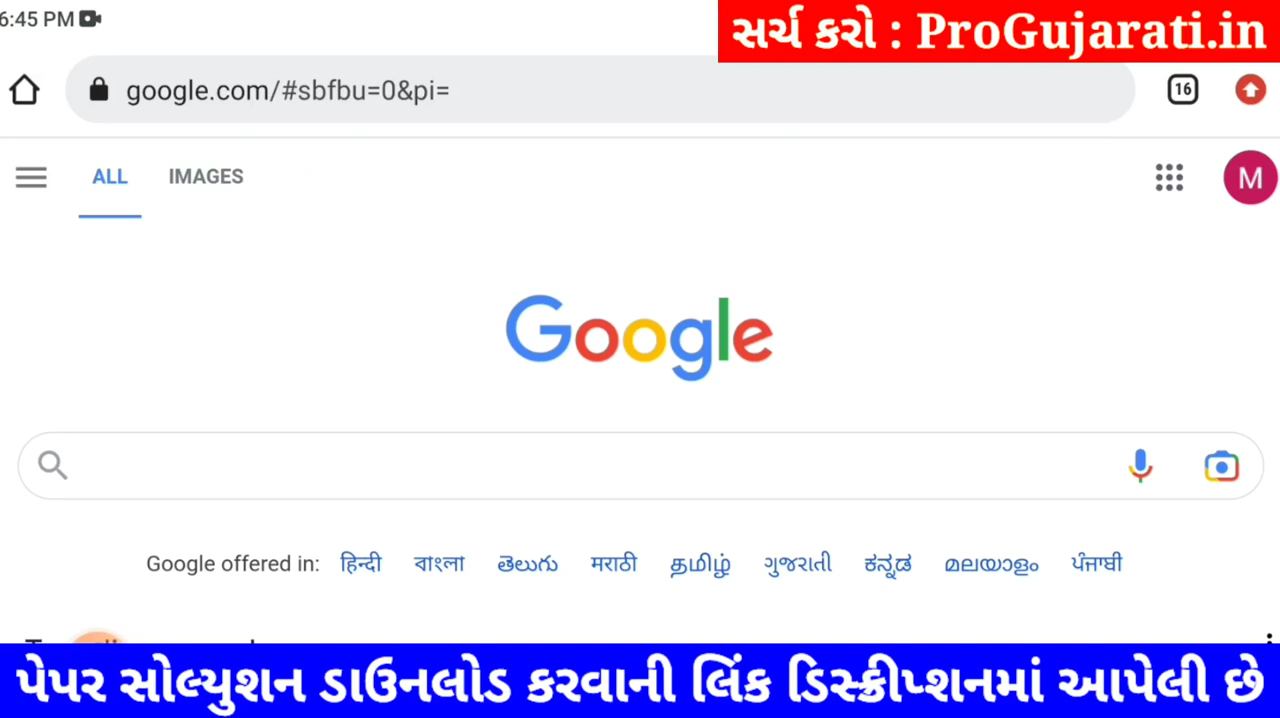 6:45 PM
સર્ચ કરો : ProGujarati.in
google.com/#sbfbu=0&pi=
16
ALL IMAGES
M
Google
Google offered in: हिन्दी বাংলা తెలుగు मराठी தமிழ் ગુજરાતી ಕನ್ನಡ മലയാളം ਪੰਜਾਬੀ
પેપર સોલ્યુશન ડાઉનલોડ કરવાની લિંક ડિસ્ક્રીપ્શનમાં આપેલી છે